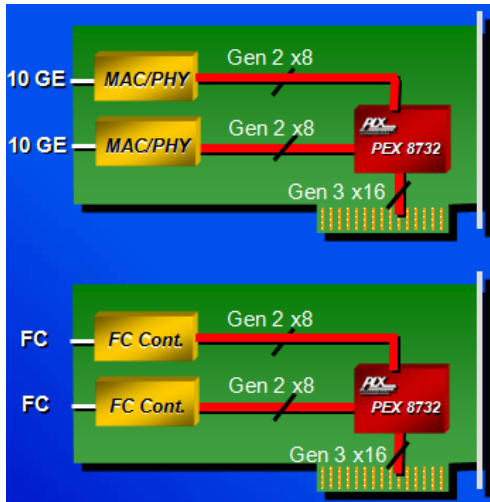 Gen 2 x8
10 GE
MAC/PHY
Gen 2 x8
10 GE
MAC/PHY
PLX
PEX 8732
Gen 3 x16
Gen 2 x8
FC
FC Cont.
Gen 2 x8
FC
FC Cont.
PLX
PEX 8732
Gen 3 x16